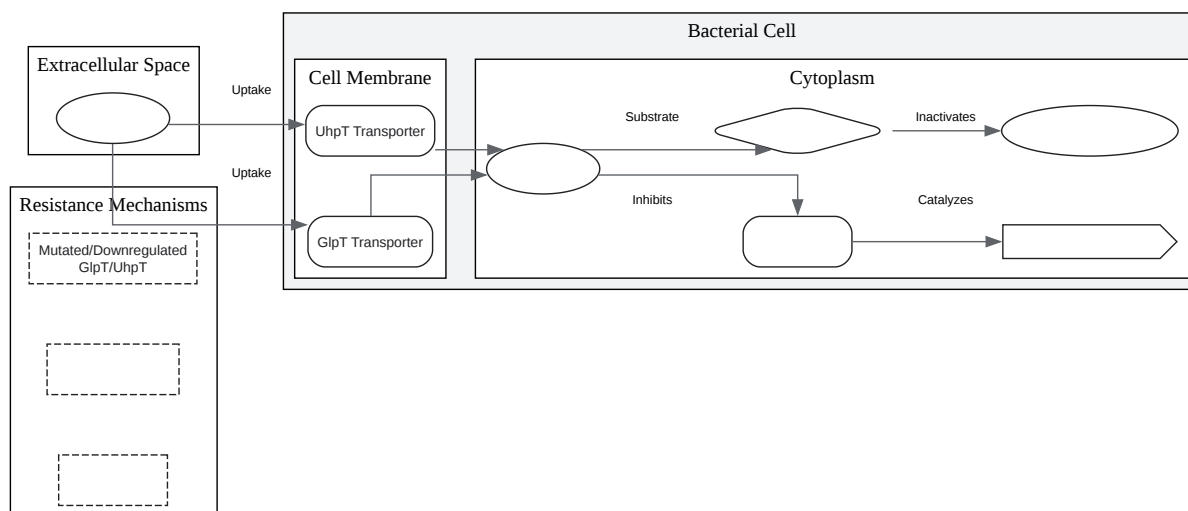 Bacterial Cell
Extracellular Space
Cell Membrane
Cytoplasm
Uptake
UhpT Transporter
Substrate
Inactivates
Uptake
Resistance Mechanisms
Inhibits
Catalyzes
Mutated/Downregulated
GlpT/UhpT
GlpT Transporter